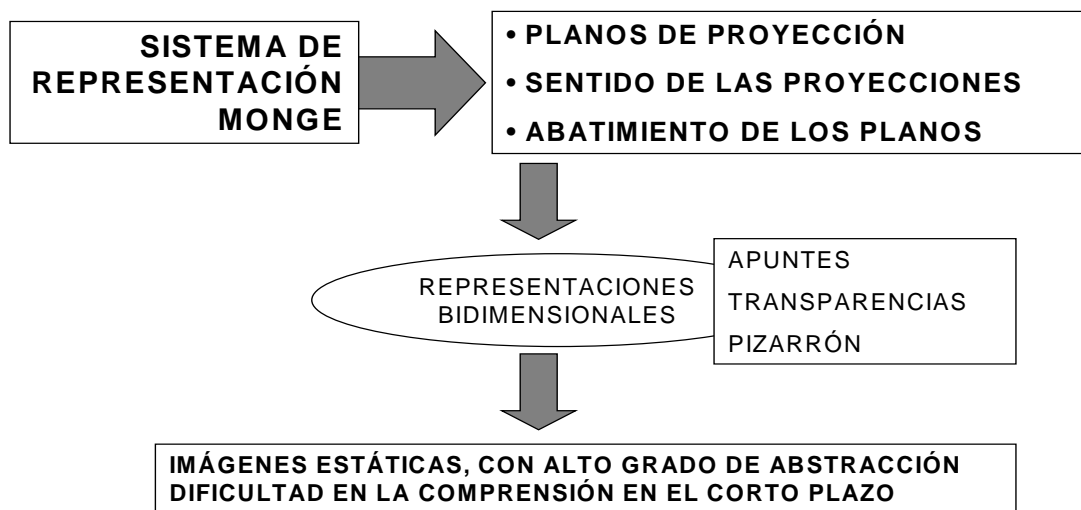 SISTEMA DE
REPRESENTACIÓN
MONGE
• PLANOS DE PROYECCIÓN
• SENTIDO DE LAS PROYECCIONES
• ABATIMIENTO DE LOS PLANOS
REPRESENTACIONES
BIDIMENSIONALES
APUNTES
TRANSPARENCIAS
PIZARRÓN
IMÁGENES ESTÁTICAS, CON ALTO GRADO DE ABSTRACCIÓN
DIFICULTAD EN LA COMPRENSIÓN EN EL CORTO PLAZO